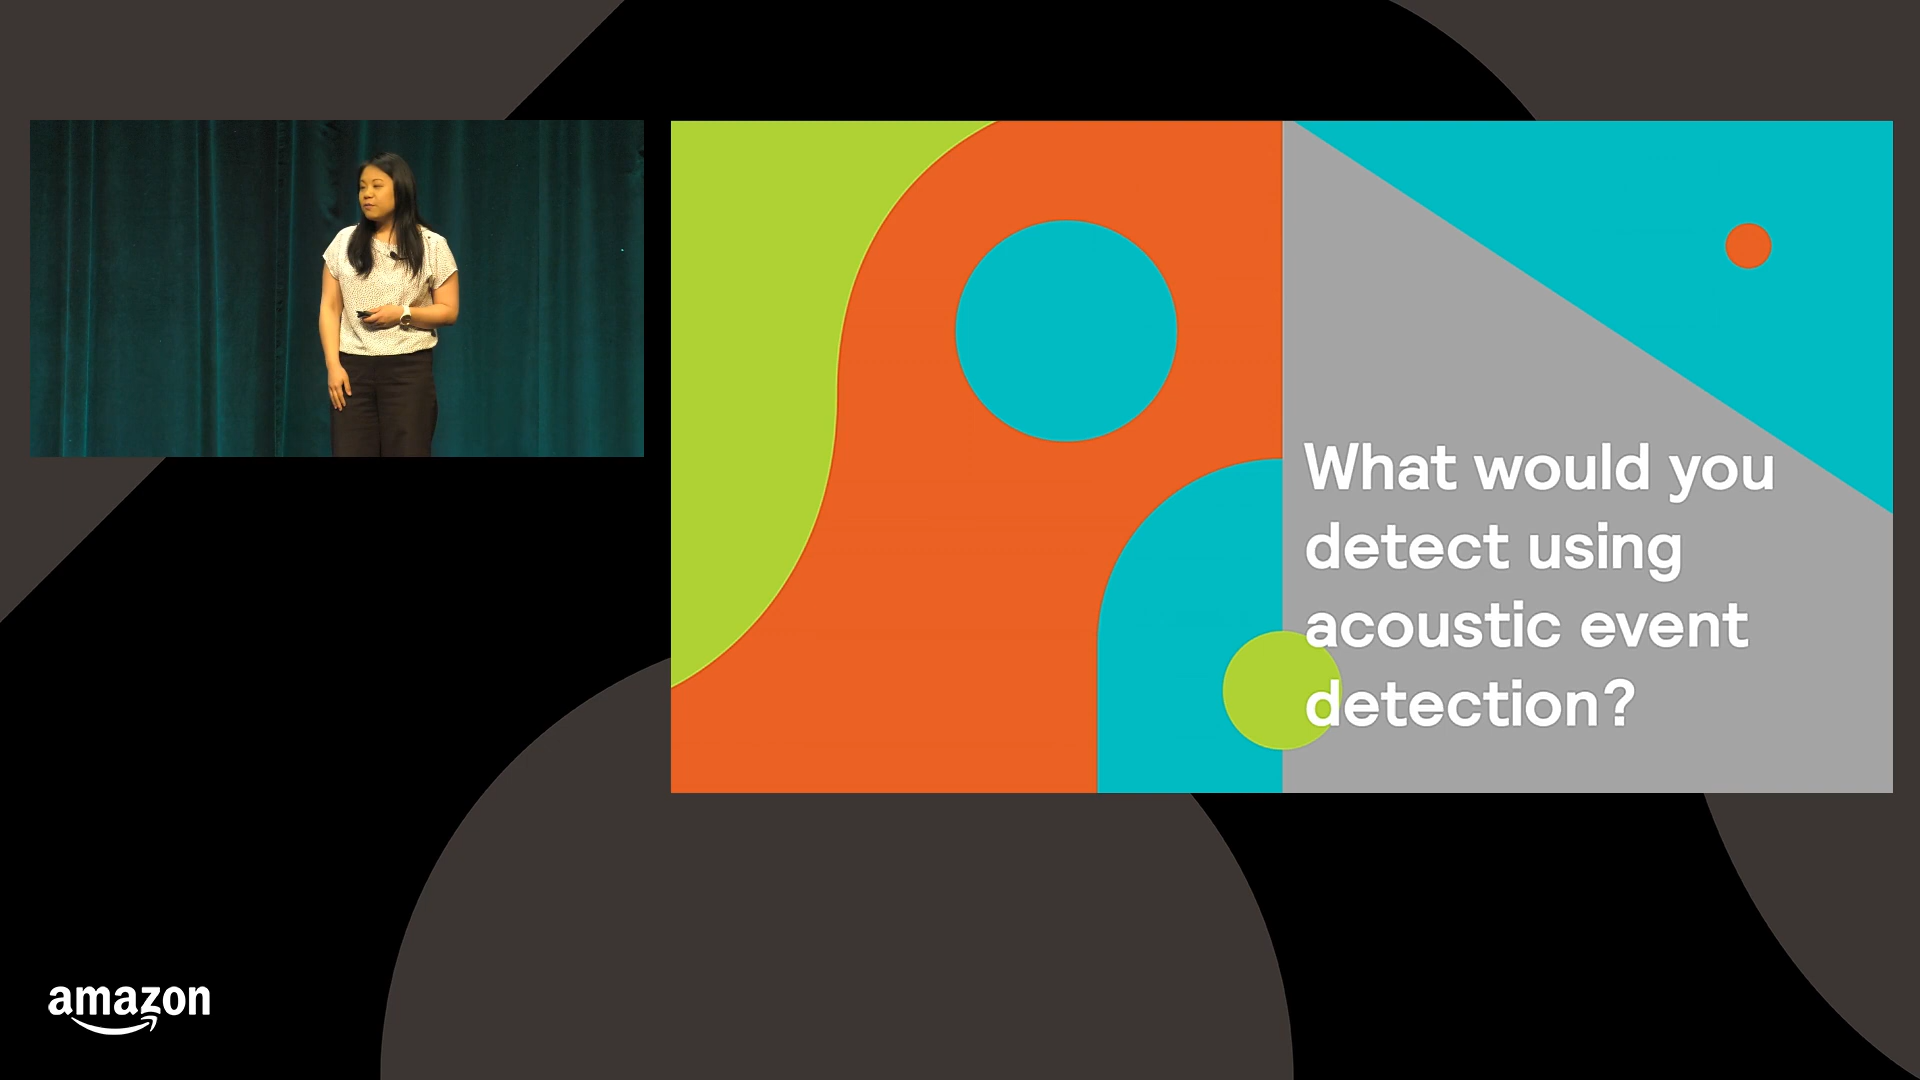 What would you
detect using
acoustic event
detection?
amazon